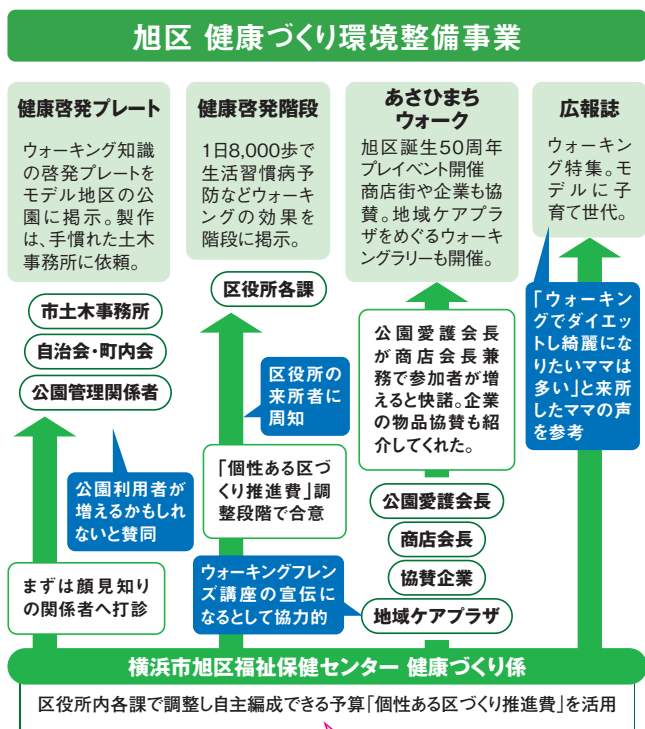 旭区 健康づくり環境整備事業
健康啓発プレート
ウォーキング知識
の啓発プレートを
モデル地区の公
園に掲示。製作
は、手慣れた土木
事務所に依頼。
市土木事務所
自治会・町内会
公園管理関係者
公園利用者が
増えるかもしれ
ないと賛同
まずは顔見知り
の関係者へ打診
健康啓発階段
1日8,000歩で
生活習慣病予
防などウォーキ
ングの効果を
階段に掲示。
区役所各課
区役所の
来所者に
周知
「個性ある区づ
くり推進費」調
整段階で合意
ウォーキングフレン
ズ講座の宣伝に
なるとして協力的
あさひまち
ウォーク
旭区誕生50周年
プレイベント開催
商店街や企業も協
賛。地域ケアプラ
ザをめぐるウォーキ
ングラリーも開催。
公園愛護会長
が商店会長兼
務で参加者が増
えると快諾。企業
の物品協賛も紹
介してくれた。
公園愛護会長
商店会長
協賛企業
地域ケアプラザ
広報誌
ウォーキン
グ特集。モ
デルに子
育て世代。
「ウォーキン
グでダイエッ
トし綺麗にな
りたいママは
多い」と来所
したママの声
を参考
横浜市旭区福祉保健センター 健康づくり係
区役所内各課で調整し自主編成できる予算「個性ある区づくり推進費」を活用